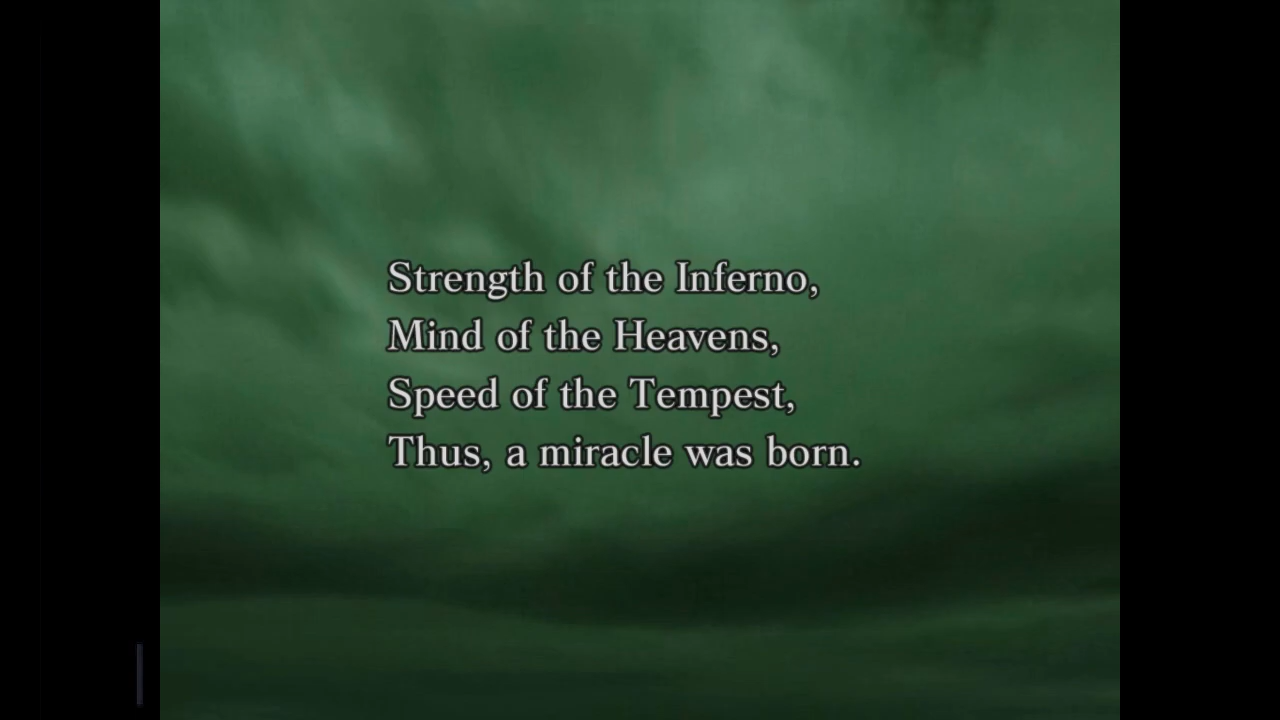 Strength of the Inferno,
Mind of the Heavens,
Speed of the Tempest,
Thus, a miracle was born.